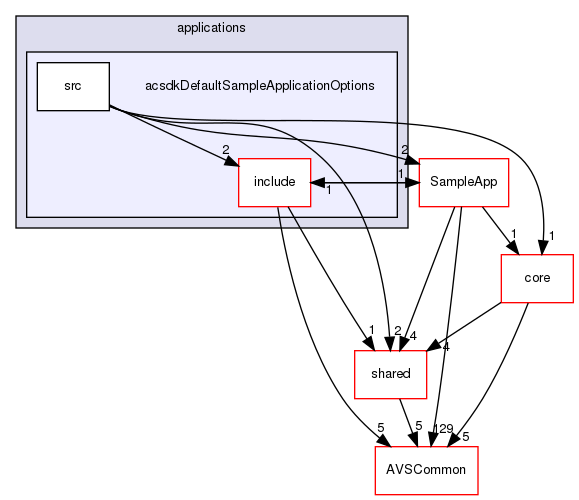 applications
src
acsdkDefaultSampleApplicationOptions
2
2
include
1
1
SampleApp
1
1
core
1
2
4
4
shared
5
5
129
5
AVSCommon